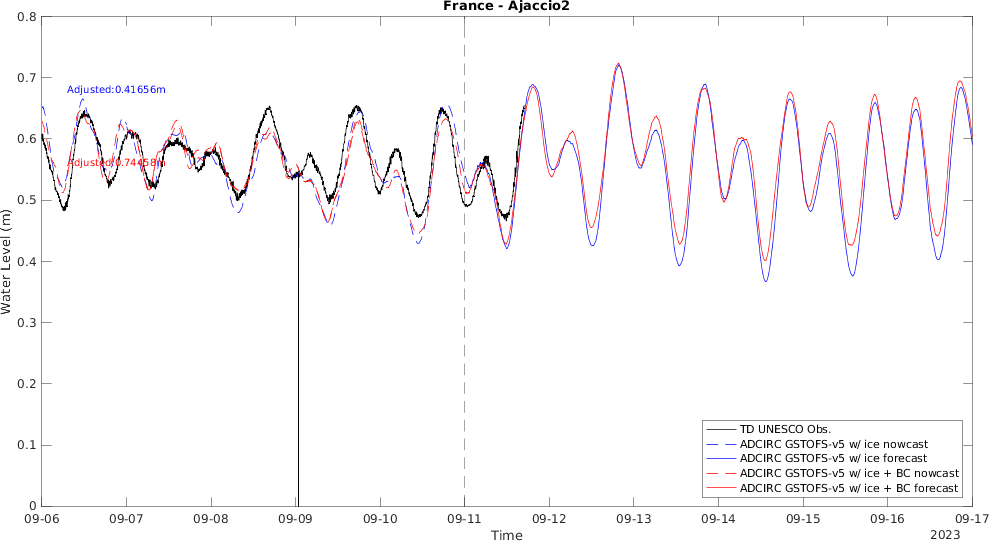 France - Ajaccio2
0.8
0.7
0.6
0.5
0.4
0.3
0.2
0.1
0
Water Level (m)
Adjusted:0.41656m
Adjusted:0.74458m
TD UNESCO Obs.
ADCIRC GSTOFS-v5 w/ ice nowcast
ADCIRC GSTOFS-v5 w/ ice forecast
ADCIRC GSTOFS-v5 w/ ice + BC nowcast
ADCIRC GSTOFS-v5 w/ ice + BC forecast
09-06 09-07 09-08 09-09 09-10 09-11 09-12 09-13 09-14 09-15 09-16 09-17
Time
2023